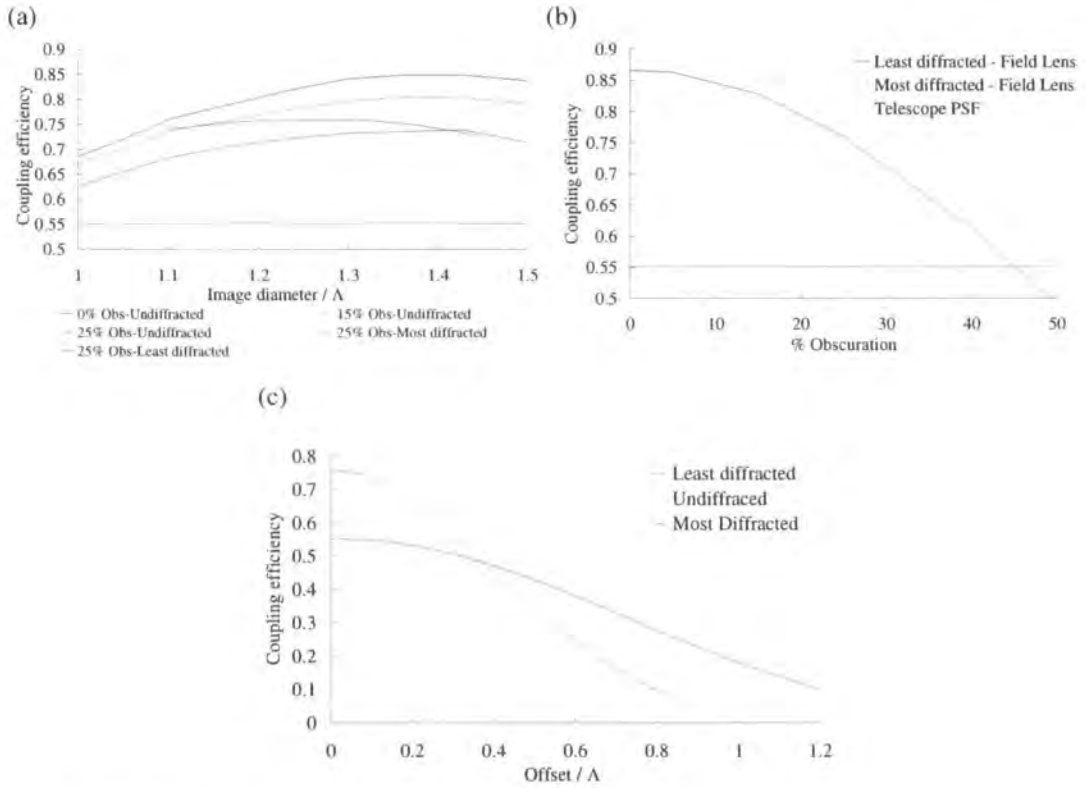 (a)
0.9
0.85
0.8
0.75
0.7
0.65
0.6
0.55
0.5
Coupling efficiency
1 1.1 1.2 1.3 1.4 1.5
Image diameter / Λ
0% Obs-Undiffracted
15% Obs-Undiffracted
25% Obs-Undiffracted
25% Obs-Most diffracted
25% Obs-Least diffracted
(b)
0.9
0.85
0.8
0.75
0.7
0.65
0.6
0.55
0.5
Coupling efficiency
0 10 20 30 40 50
% Obscuration
Least diffracted - Field Lens
Most diffracted - Field Lens
Telescope PSF
(c)
0.8
0.7
0.6
0.5
0.4
0.3
0.2
0.1
0
Coupling efficiency
0 0.2 0.4 0.6 0.8 1 1.2
Offset / Λ
Least diffracted
Undiffraced
Most Diffracted